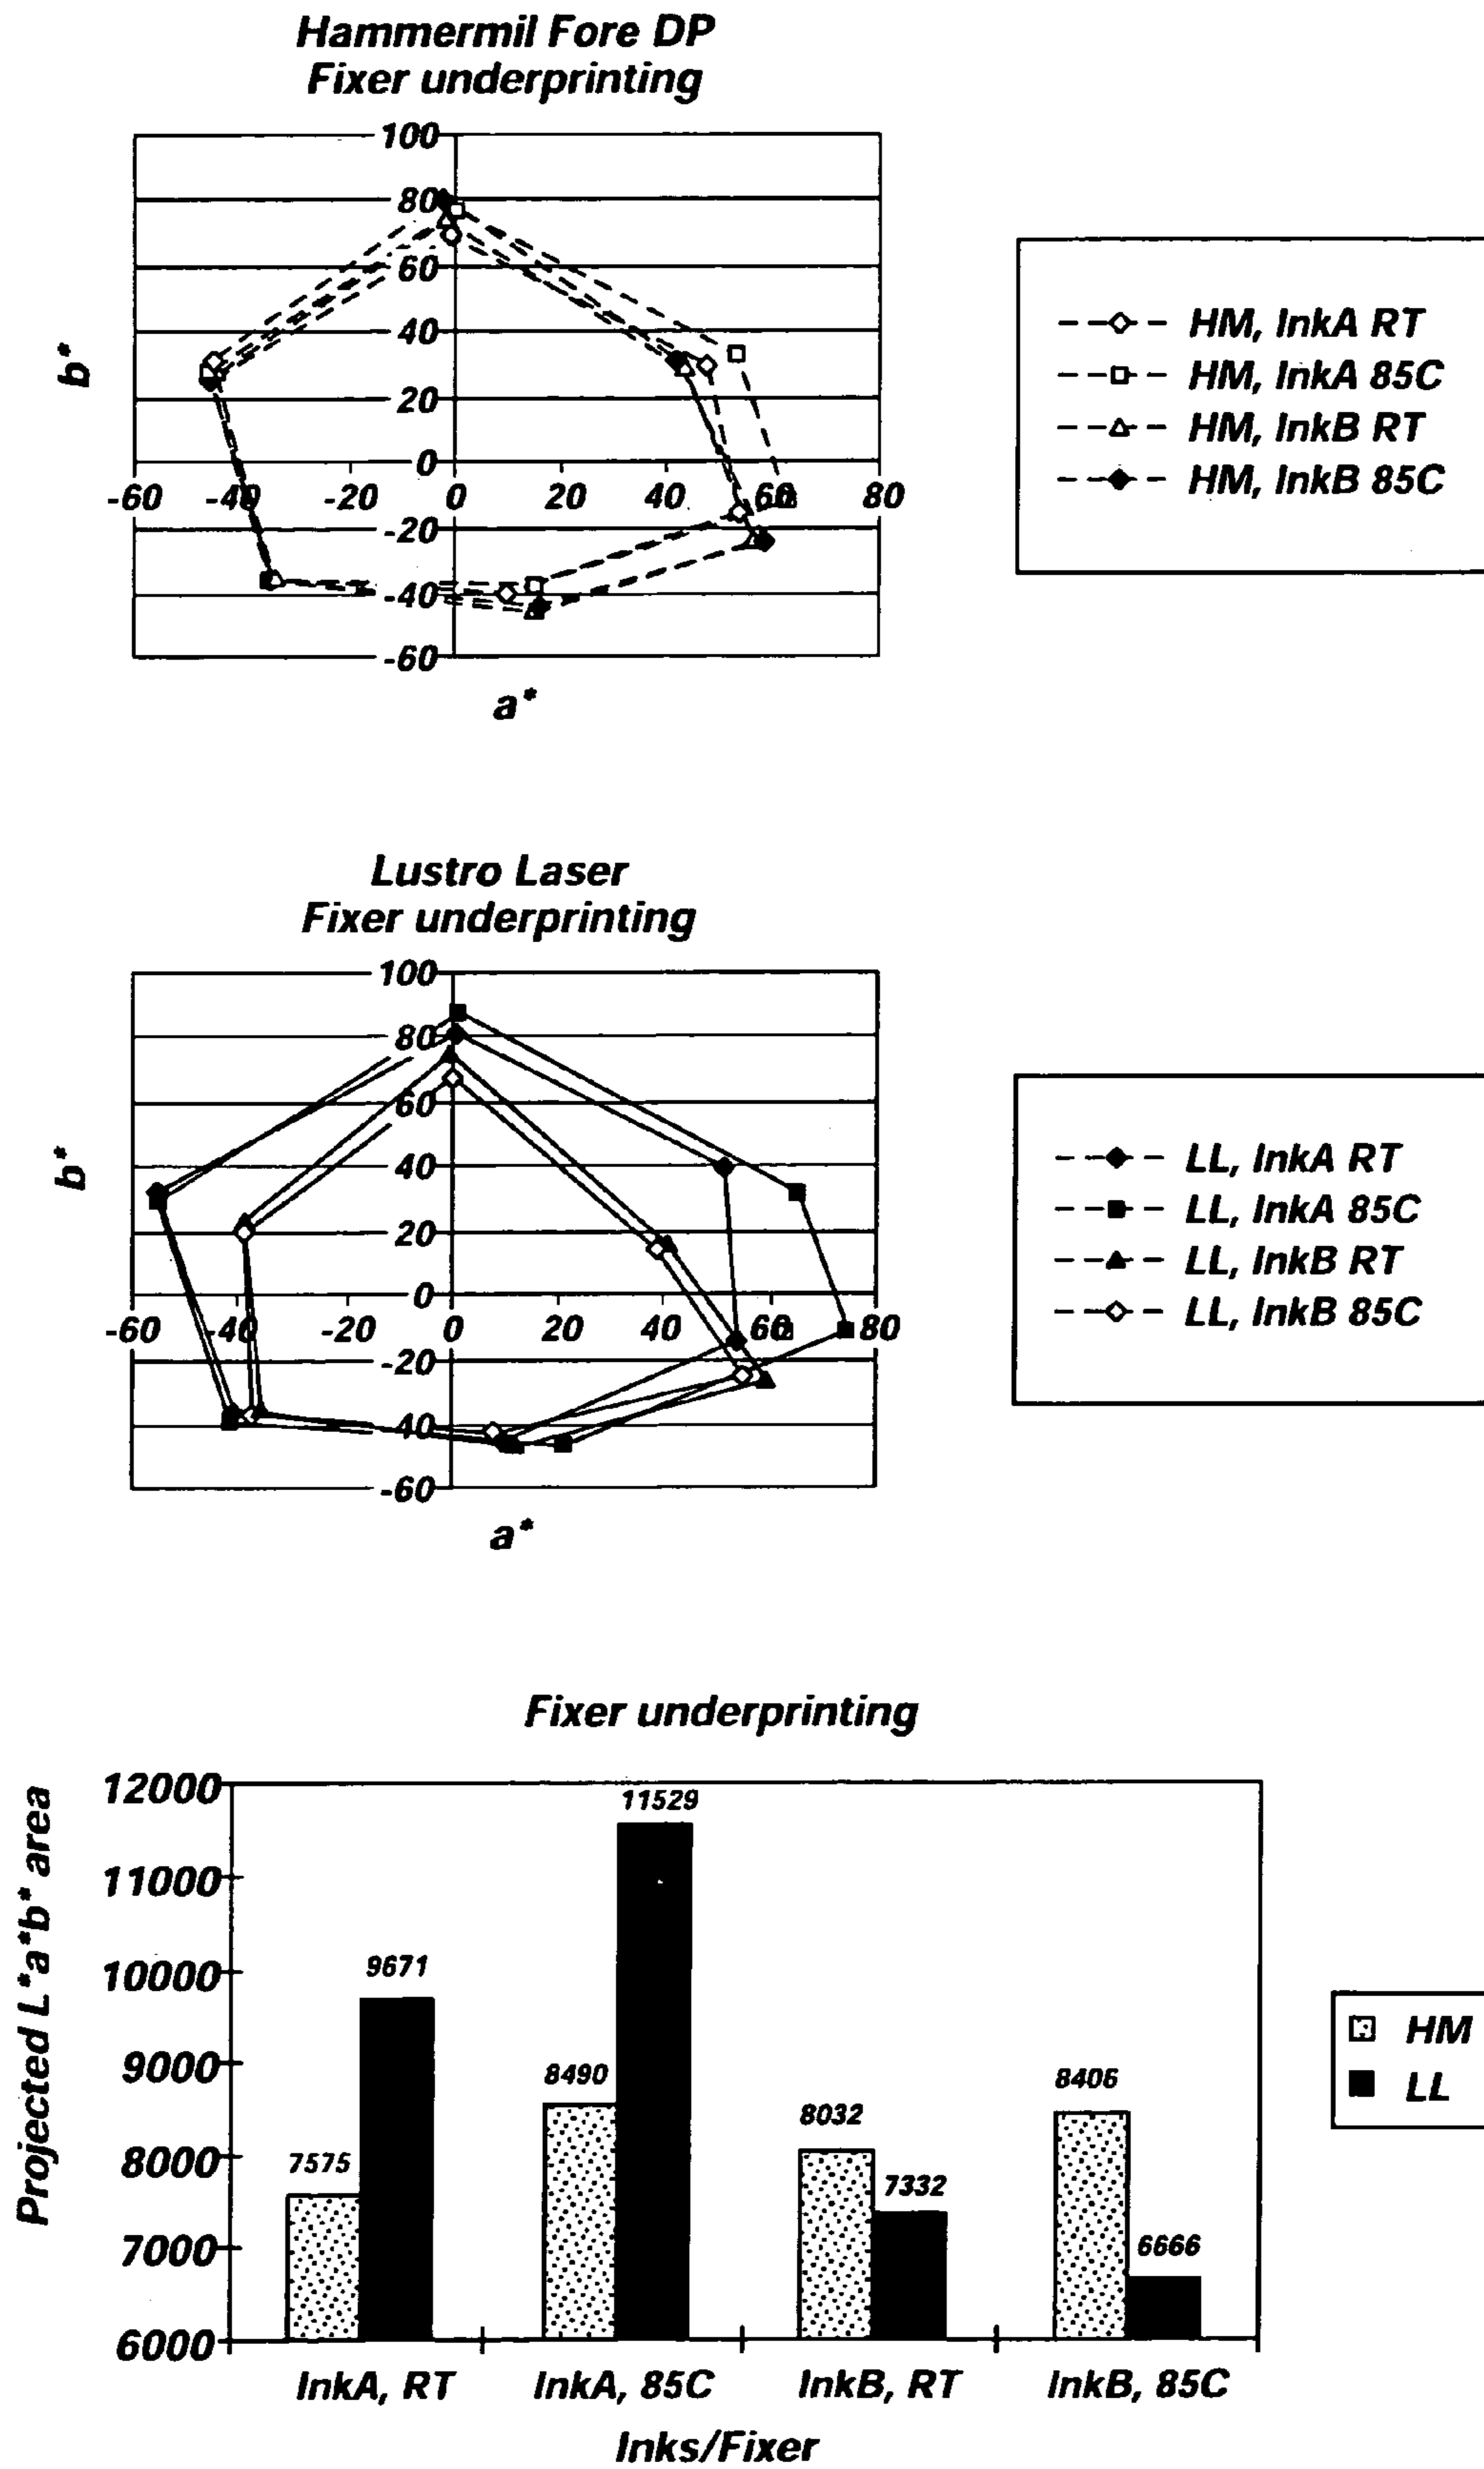 Hammermil Fore DP
Fixer underprinting
100
80
60
40
20
0
-20
-40
-60
-60 -40 -20 0 20 40 60 80
b*
a*
HM, InkA RT
HM, InkA 85C
HM, InkB RT
HM, InkB 85C
Lustro Laser
Fixer underprinting
100
80
60
40
20
0
-20
-40
-60
-60 -40 -20 0 20 40 60 80
b*
a*
LL, InkA RT
LL, InkA 85C
LL, InkB RT
LL, InkB 85C
Fixer underprinting
Projected L*a*b* area
12000
11000
10000
9000
8000
7000
6000
7575
9671
8490
11529
8032
7332
8406
6666
InkA, RT
InkA, 85C
InkB, RT
InkB, 85C
Inks/Fixer
HM
LL